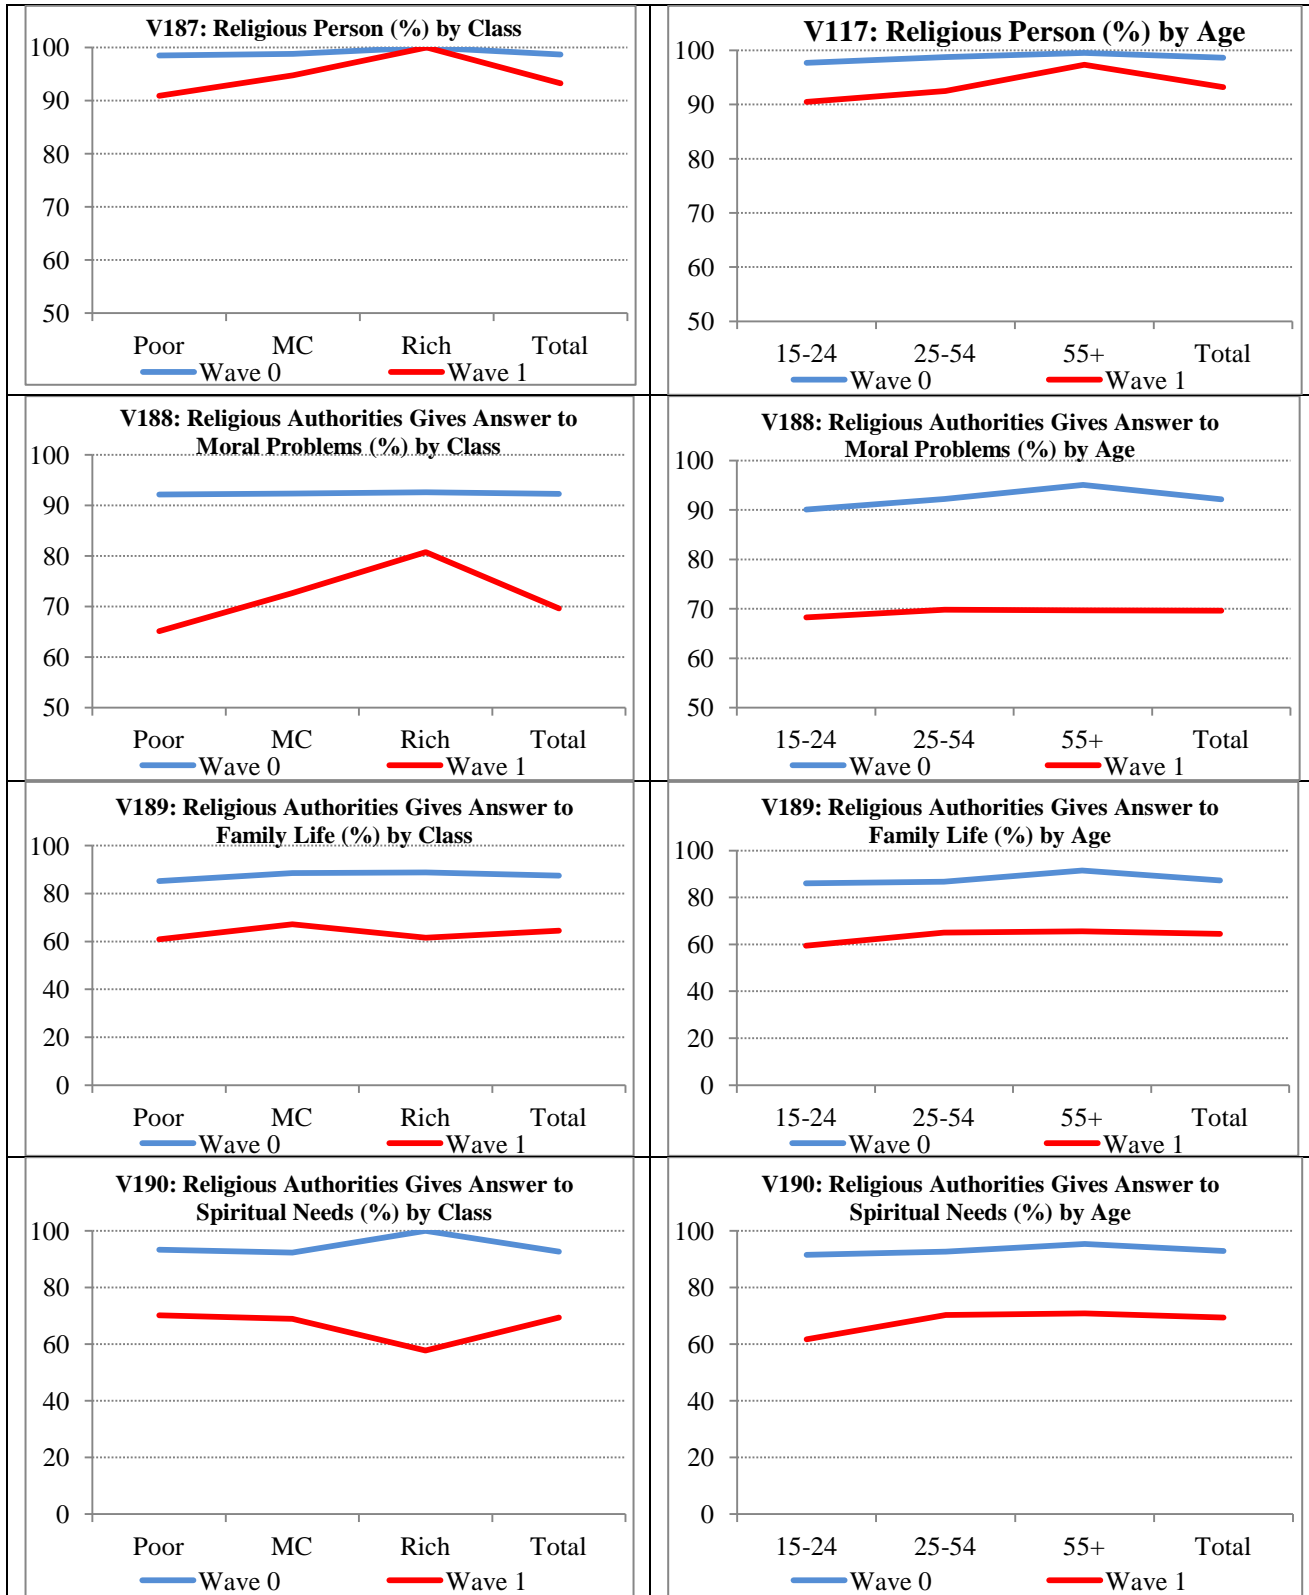 V187: Religious Person (%) by Class
100
90
80
70
60
50
Poor MC Rich Total
Wave 0 Wave 1
V117: Religious Person (%) by Age
100
90
80
70
60
50
15-24 25-54 55+ Total
Wave 0 Wave 1
V188: Religious Authorities Gives Answer to
Moral Problems (%) by Class
100
90
80
70
60
50
Poor MC Rich Total
Wave 0 Wave 1
V188: Religious Authorities Gives Answer to
Moral Problems (%) by Age
100
90
80
70
60
50
15-24 25-54 55+ Total
Wave 0 Wave 1
V189: Religious Authorities Gives Answer to
Family Life (%) by Class
100
80
60
40
20
0
Poor MC Rich Total
Wave 0 Wave 1
V189: Religious Authorities Gives Answer to
Family Life (%) by Age
100
80
60
40
20
0
15-24 25-54 55+ Total
Wave 0 Wave 1
V190: Religious Authorities Gives Answer to
Spiritual Needs (%) by Class
100
80
60
40
20
0
Poor MC Rich Total
Wave 0 Wave 1
V190: Religious Authorities Gives Answer to
Spiritual Needs (%) by Age
100
80
60
40
20
0
15-24 25-54 55+ Total
Wave 0 Wave 1